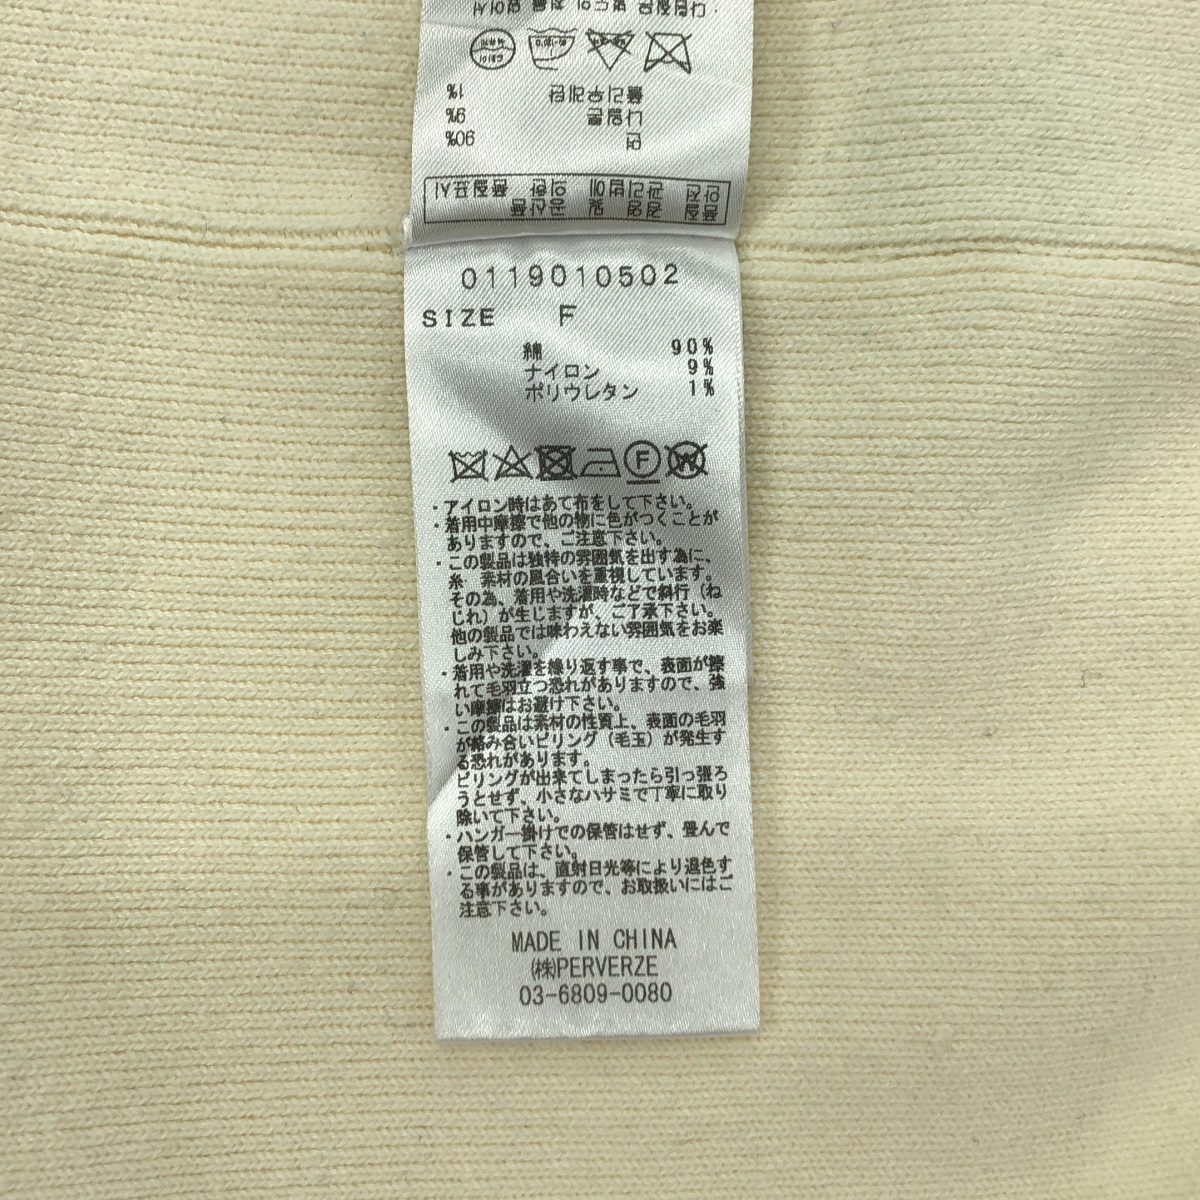 1%
9%
90%
0119010502
SIZE F
綿 90%
ナイロン 9%
ポリウレタン 1%
F W
・アイロン時はあて布をして下さい。
・着用中摩擦で他の物に色がつくことが
ありますので、ご注意下さい。
・この製品は独特の雰囲気を出す為に、
糸 素材の風合いを重視しています。
その為、着用や洗濯時などで斜行（ね
じれ）が生じますが、ご了承下さい。
他の製品では味わえない雰囲気をお楽
しみ下さい。
・着用や洗濯を繰り返す事で、表面が擦
れて毛羽立つ恐れがありますので、強
い摩擦はお避け下さい。
・この製品は素材の性質上、表面の毛羽
が絡み合いピリング（毛玉）が発生す
る恐れがあります。
ピリングが出来てしまったら引っ張ろ
うとせず、小さなハサミで丁寧に取り
除いて下さい。
・ハンガー掛けでの保管はせず、畳んで
保管して下さい。
・この製品は、直射日光等により退色す
る事がありますので、お取扱いにはご
注意下さい。
MADE IN CHINA
㈱PERVERZE
03-6809-0080